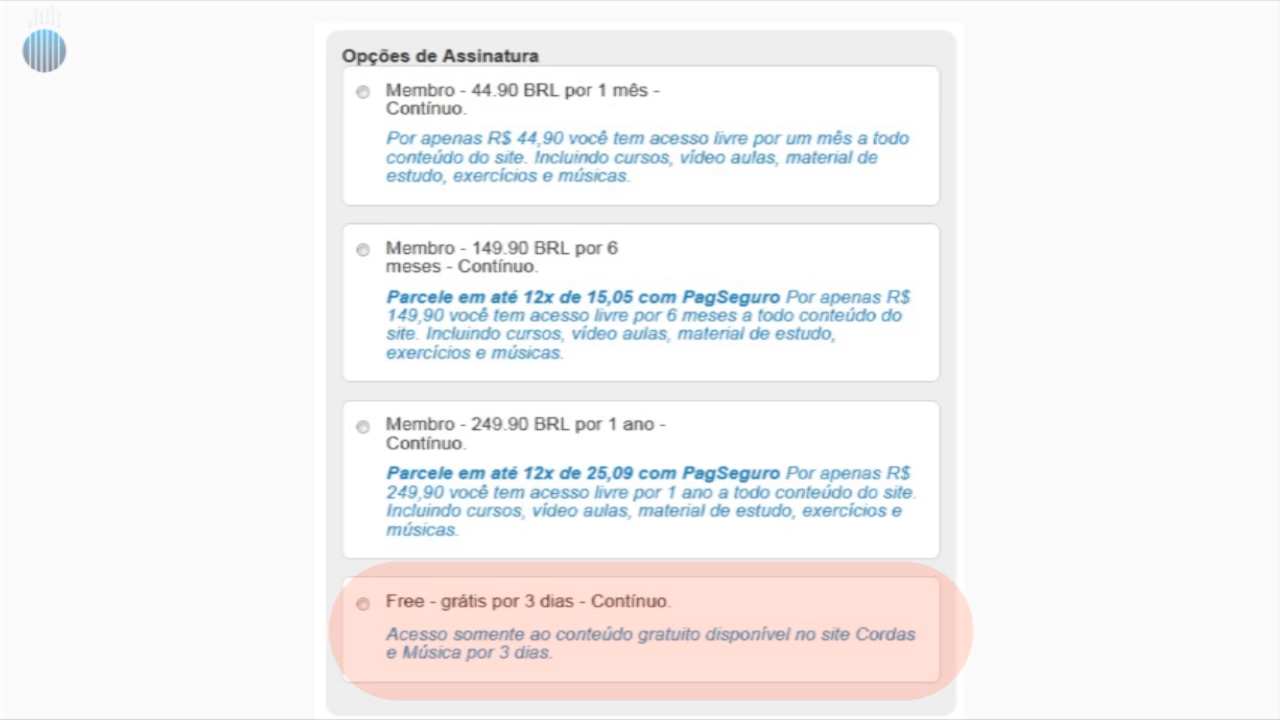 Opções de Assinatura
Membro - 44.90 BRL por 1 mês -
Contínuo.
Por apenas R$ 44,90 você tem acesso livre por um mês a todo
conteúdo do site. Incluindo cursos, vídeo aulas, material de
estudo, exercícios e músicas.
Membro - 149.90 BRL por 6
meses - Contínuo.
Parcele em até 12x de 15,05 com PagSeguro Por apenas R$
149,90 você tem acesso livre por 6 meses a todo conteúdo do
site. Incluindo cursos, vídeo aulas, material de estudo,
exercícios e músicas.
Membro - 249.90 BRL por 1 ano -
Contínuo.
Parcele em até 12x de 25,09 com PagSeguro Por apenas R$
249,90 você tem acesso livre por 1 ano a todo conteúdo do site.
Incluindo cursos, vídeo aulas, material de estudo, exercícios e
músicas.
Free - grátis por 3 dias - Contínuo.
Acesso somente ao conteúdo gratuito disponível no site Cordas
e Música por 3 dias.